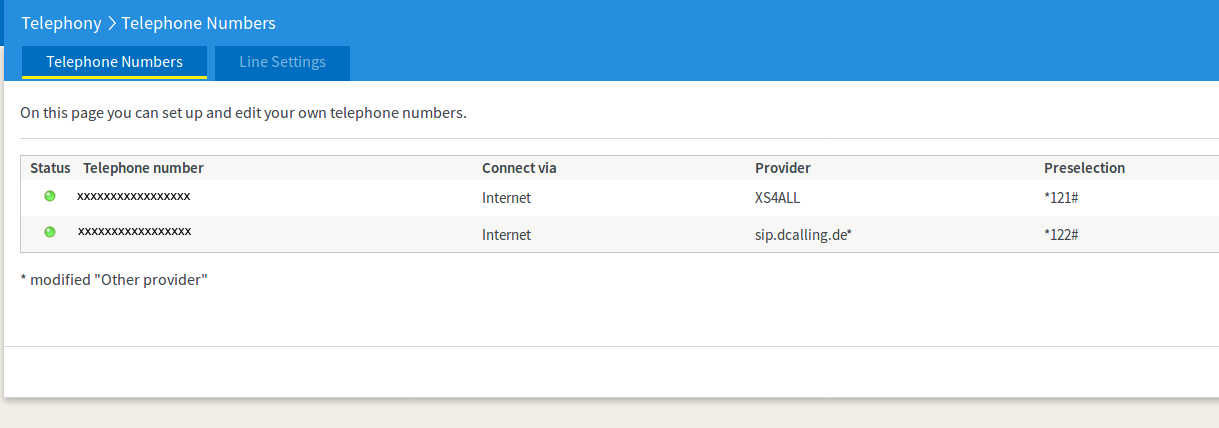 Telephony > Telephone Numbers
Telephone Numbers Line Settings
On this page you can set up and edit your own telephone numbers.
Status Telephone number Connect via Provider Preselection
xxxxxxxxxxxxxxxxx Internet XS4ALL *121#
xxxxxxxxxxxxxxxxx Internet sip.dcalling.de* *122#
* modified "Other provider"